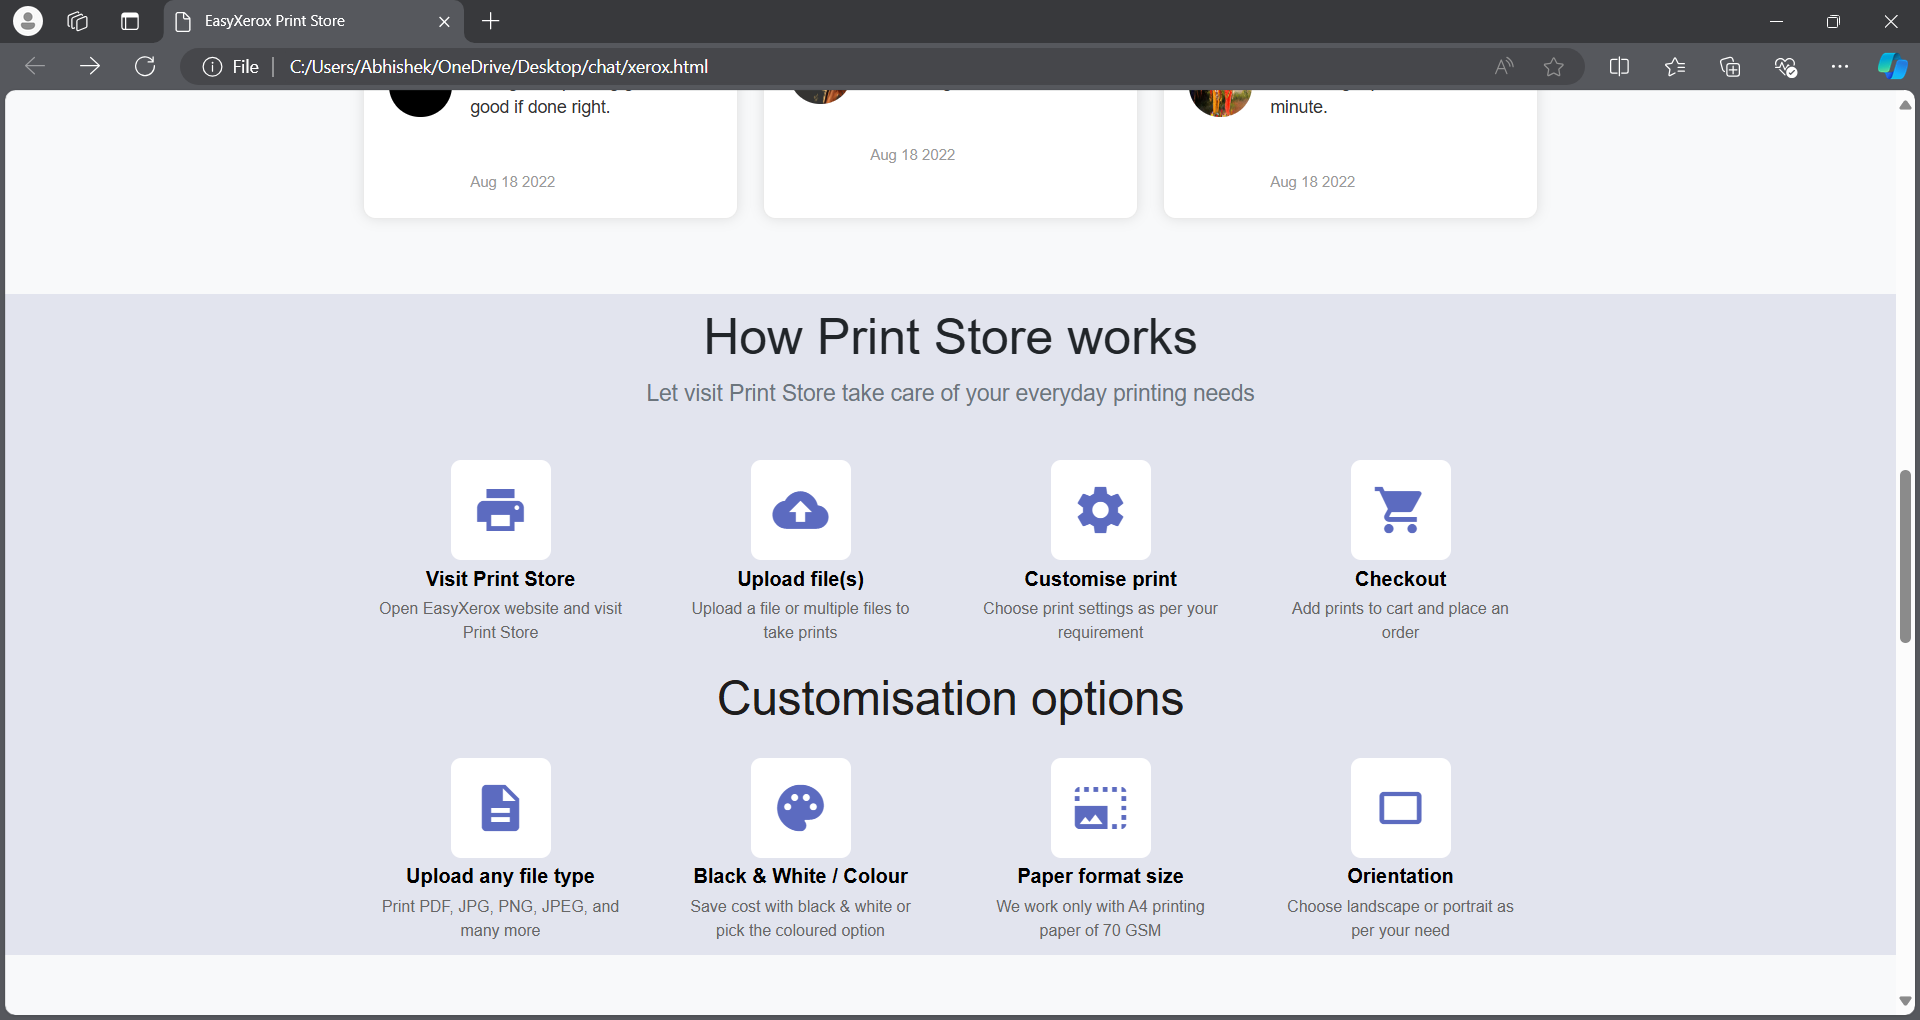 EasyXerox Print Store
File
C:/Users/Abhishek/OneDrive/Desktop/chat/xerox.html
good if done right.
minute.
Aug 18 2022
Aug 18 2022
Aug 18 2022
How Print Store works
Let visit Print Store take care of your everyday printing needs
Visit Print Store
Open EasyXerox website and visit
Print Store
Upload file(s)
Upload a file or multiple files to
take prints
Customise print
Choose print settings as per your
requirement
Checkout
Add prints to cart and place an
order
Customisation options
Upload any file type
Print PDF, JPG, PNG, JPEG, and
many more
Black & White / Colour
Save cost with black & white or
pick the coloured option
Paper format size
We work only with A4 printing
paper of 70 GSM
Orientation
Choose landscape or portrait as
per your need